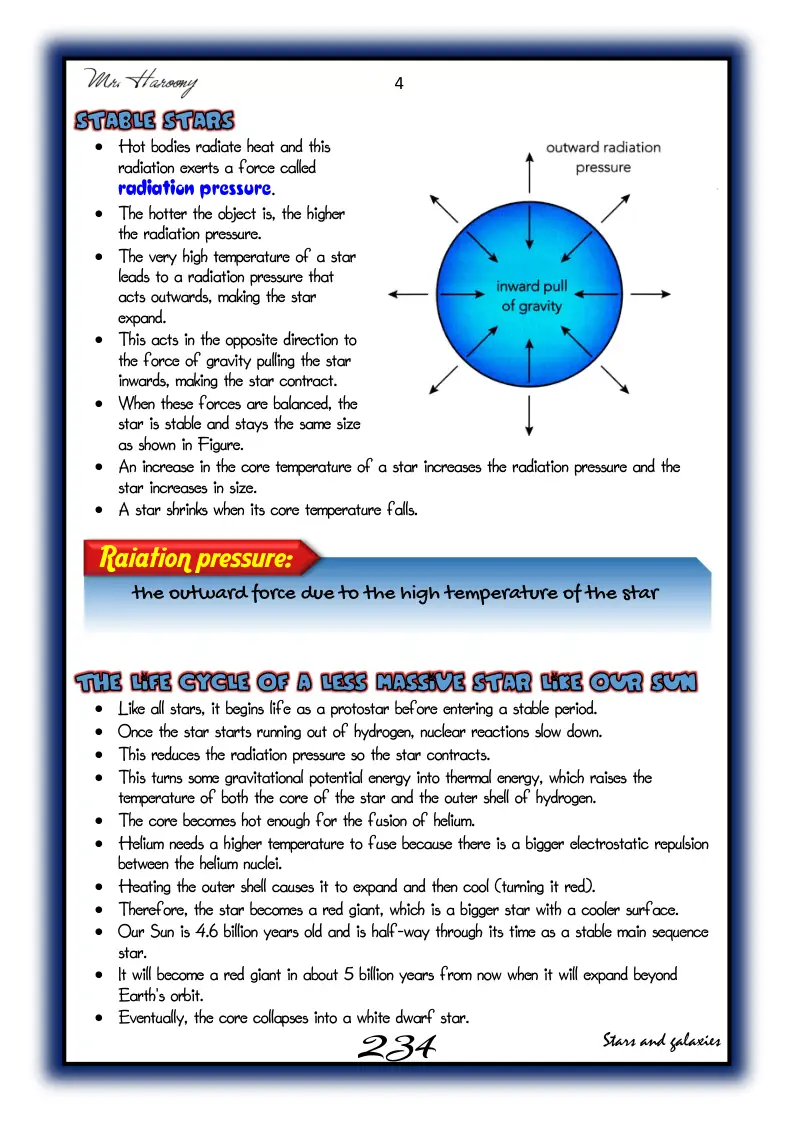 Mr. Haroony
4
STABLE STARS
• Hot bodies radiate heat and this
radiation exerts a force called
radiation pressure.
• The hotter the object is, the higher
the radiation pressure.
• The very high temperature of a star
leads to a radiation pressure that
acts outwards, making the star
expand.
• This acts in the opposite direction to
the force of gravity pulling the star
inwards, making the star contract.
• When these forces are balanced, the
star is stable and stays the same size
as shown in Figure.
outward radiation
pressure
inward pull
of gravity
• An increase in the core temperature of a star increases the radiation pressure and the
star increases in size.
• A star shrinks when its core temperature falls.
Raiation pressure:
the outward force due to the high temperature of the star
THE LIFE CYCLE OF A LESS MASSIVE STAR LIKE OUR SUN
• Like all stars, it begins life as a protostar before entering a stable period.
• Once the star starts running out of hydrogen, nuclear reactions slow down.
• This reduces the radiation pressure so the star contracts.
• This turns some gravitational potential energy into thermal energy, which raises the
temperature of both the core of the star and the outer shell of hydrogen.
• The core becomes hot enough for the fusion of helium.
• Helium needs a higher temperature to fuse because there is a bigger electrostatic repulsion
between the helium nuclei.
• Heating the outer shell causes it to expand and then cool (turning it red).
• Therefore, the star becomes a red giant, which is a bigger star with a cooler surface.
• Our Sun is 4.6 billion years old and is half-way through its time as a stable main sequence
star.
• It will become a red giant in about 5 billion years from now when it will expand beyond
Earth's orbit.
• Eventually, the core collapses into a white dwarf star.
234
Stars and galaxies